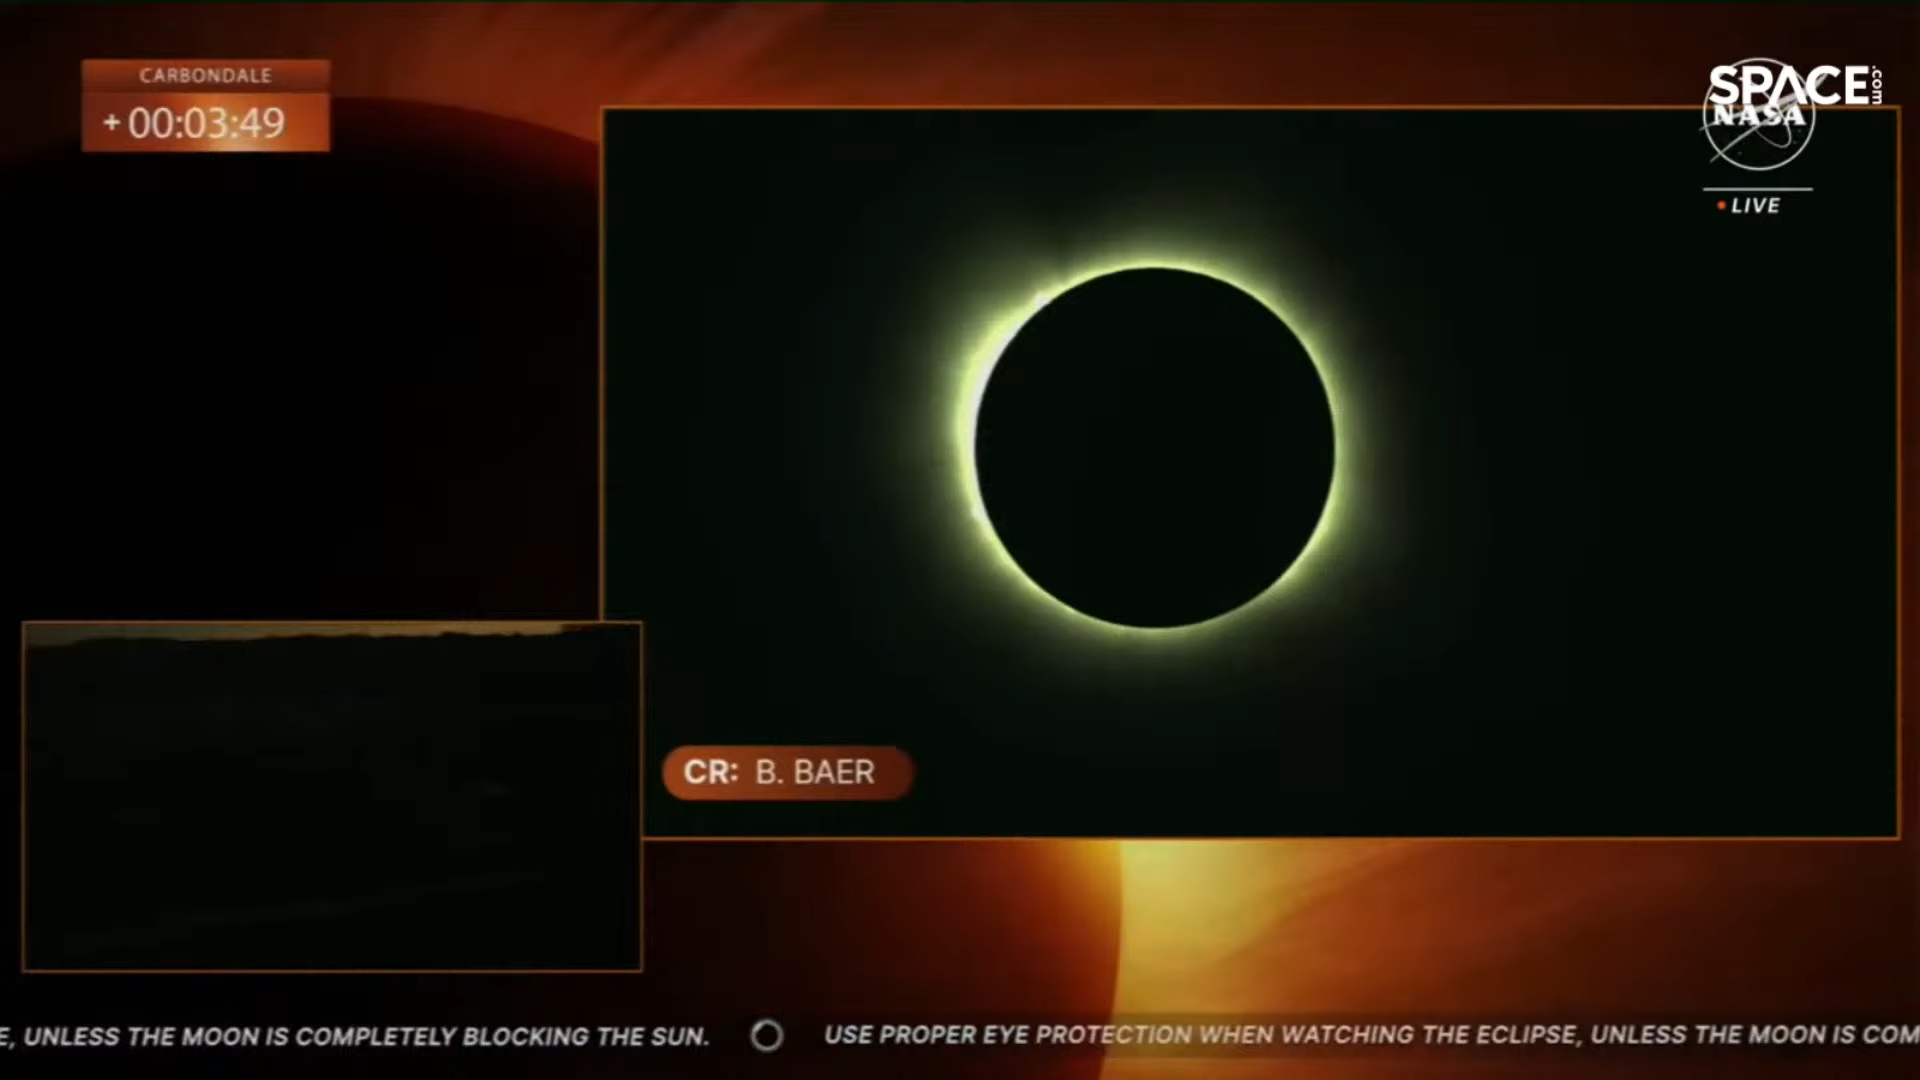 CARBONDALE
+ 00:03:49
SPACE.com
NASA
LIVE
CR: B. BAER
E, UNLESS THE MOON IS COMPLETELY BLOCKING THE SUN. USE PROPER EYE PROTECTION WHEN WATCHING THE ECLIPSE, UNLESS THE MOON IS COM